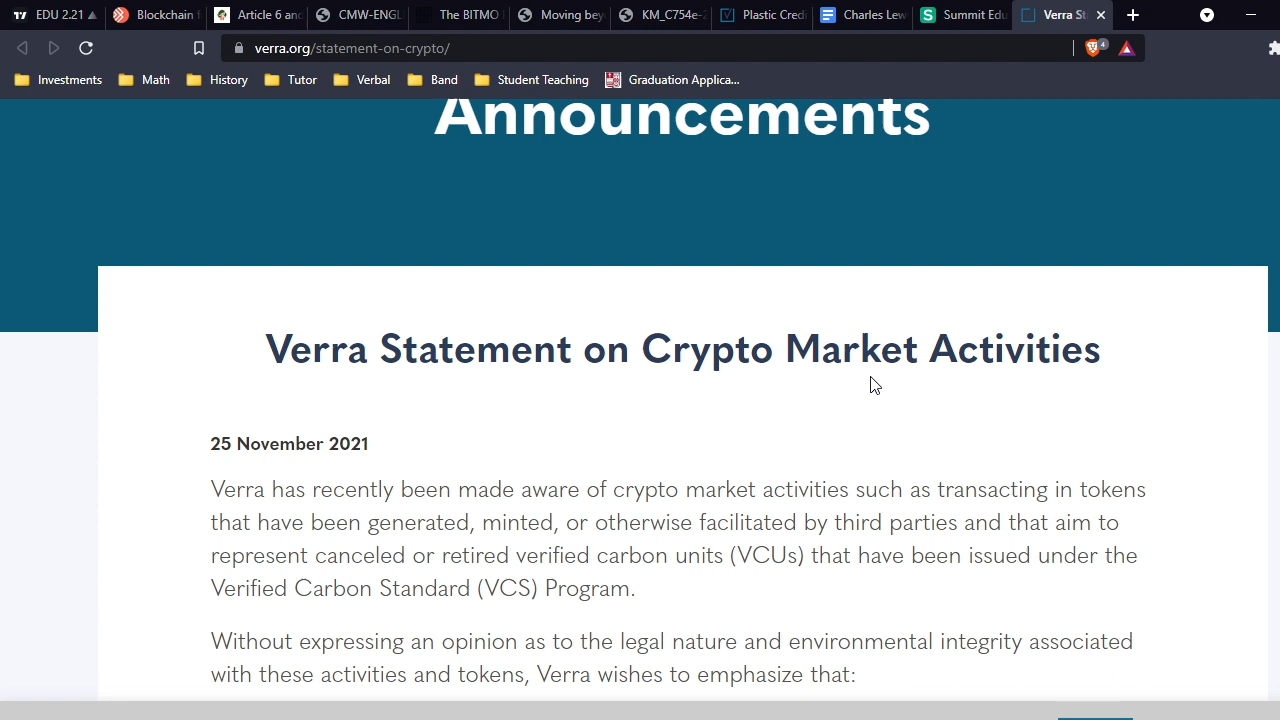 EDU 2.21
Blockchain f
Article 6 and
CMW-ENGL
The BITMO
Moving bey
KM_C754e-2
Plastic Credi
Charles Lew
Summit Edu
Verra St
verra.org/statement-on-crypto/
4
Investments
Math
History
Tutor
Verbal
Band
Student Teaching
Graduation Applica...
Announcements
Verra Statement on Crypto Market Activities
25 November 2021
Verra has recently been made aware of crypto market activities such as transacting in tokens
that have been generated, minted, or otherwise facilitated by third parties and that aim to
represent canceled or retired verified carbon units (VCUs) that have been issued under the
Verified Carbon Standard (VCS) Program.
Without expressing an opinion as to the legal nature and environmental integrity associated
with these activities and tokens, Verra wishes to emphasize that: